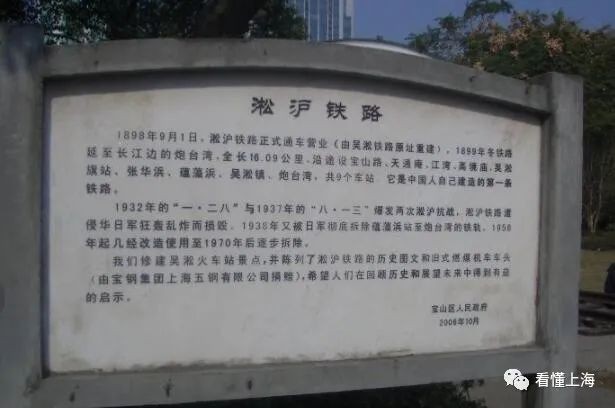 淞沪铁路
1898年9月1日，淞沪铁路正式通车营业（由吴淞铁路原址重建），1899年冬铁路
延至长江边的炮台湾，全长16.09公里，沿途设宝山路、天通庵、江湾、高境庙，吴淞
旗站、张华浜、蕴藻浜、吴淞镇、炮台湾，共9个车站，它是中国人自己建造的第一条
铁路。
1932年的“一·二八”与1937年的“八·一三”爆发两次淞沪抗战，淞沪铁路遭
侵华日军狂轰乱炸而损毁、1938年又被日军彻底拆除蕴藻浜站至炮台湾的铁轨，1958
年起几经改造使用至1970年后逐步拆除。
我们修建吴淞火车站景点，并陈列了淞沪铁路的历史图文和旧式燃煤机车车头
（由宝钢集团上海五钢有限公司捐赠），希望人们在回顾历史和展望未来中得到有益
的启示。
宝山区人民政府
2006年10月
看懂上海